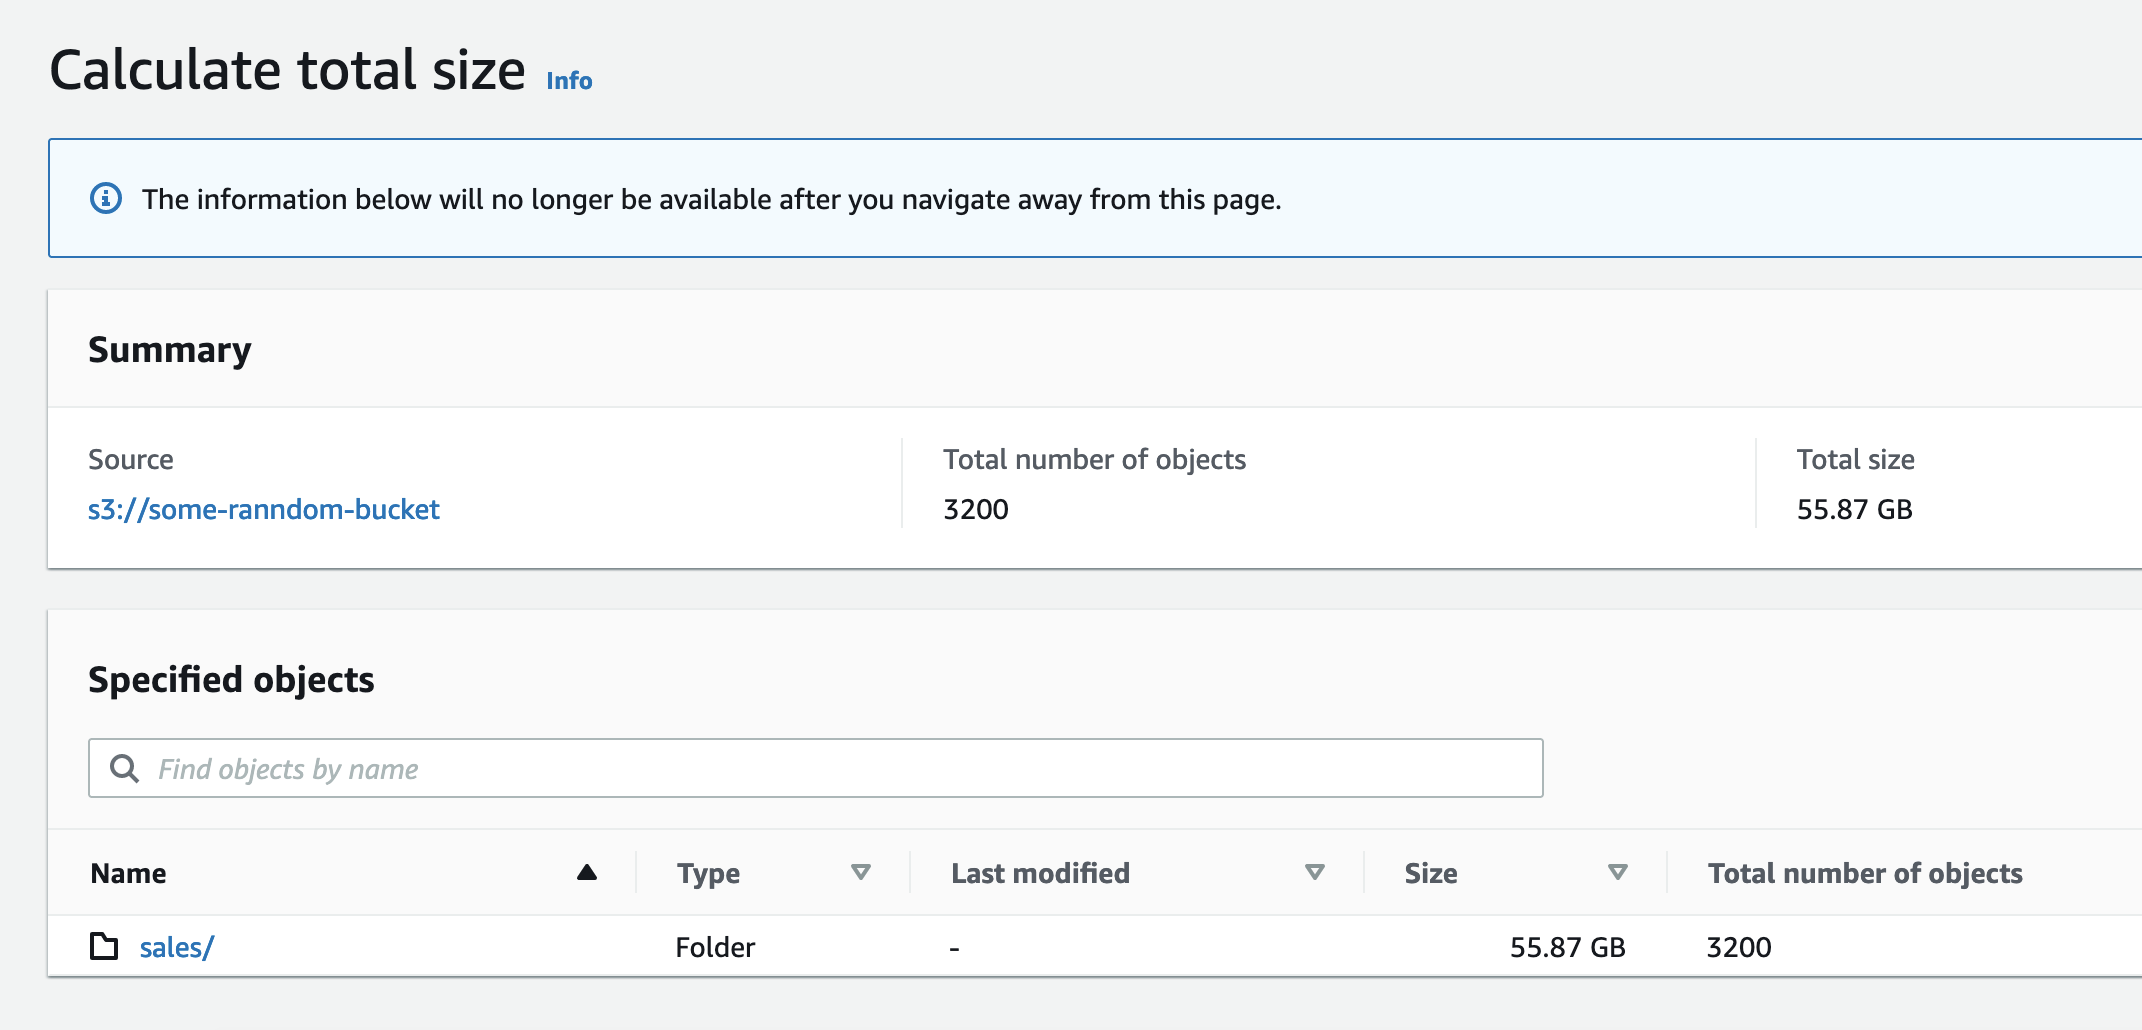 Calculate total size Info
The information below will no longer be available after you navigate away from this page.
Summary
Source
s3://some-ranndom-bucket
Total number of objects
3200
Total size
55.87 GB
Specified objects
Find objects by name
Name Type Last modified Size Total number of objects
sales/ Folder - 55.87 GB 3200